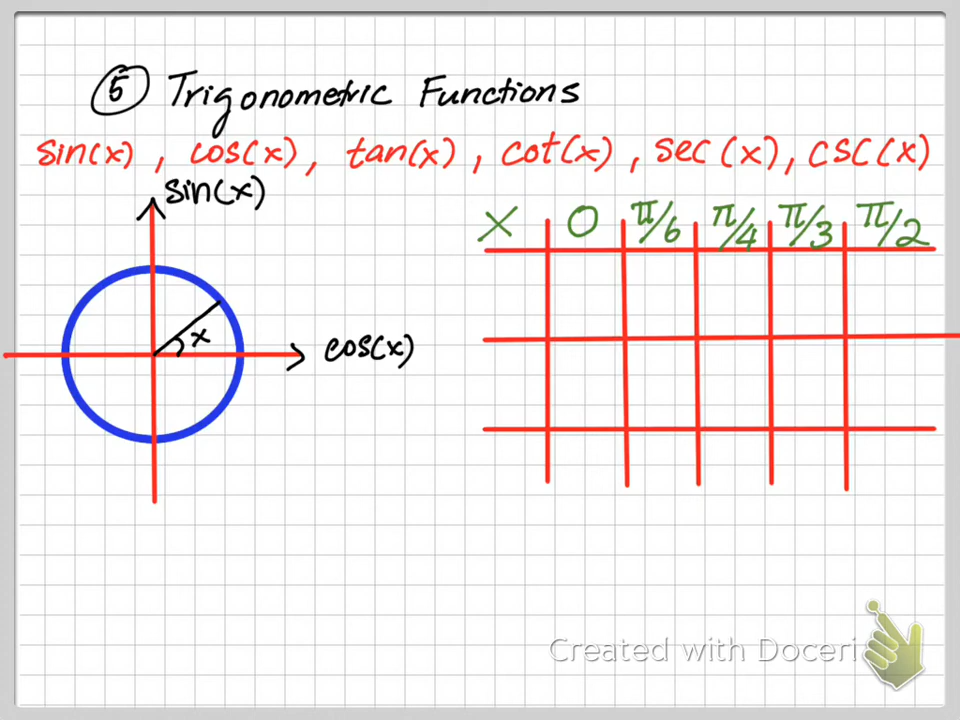 ⑤ Trigonometric Functions
sin(x), cos(x), tan(x), cot(x), sec(x), csc(x)
sin(x)
x 0 π/6 π/4 π/3 π/2
x
cos(x)
Created with Doceri